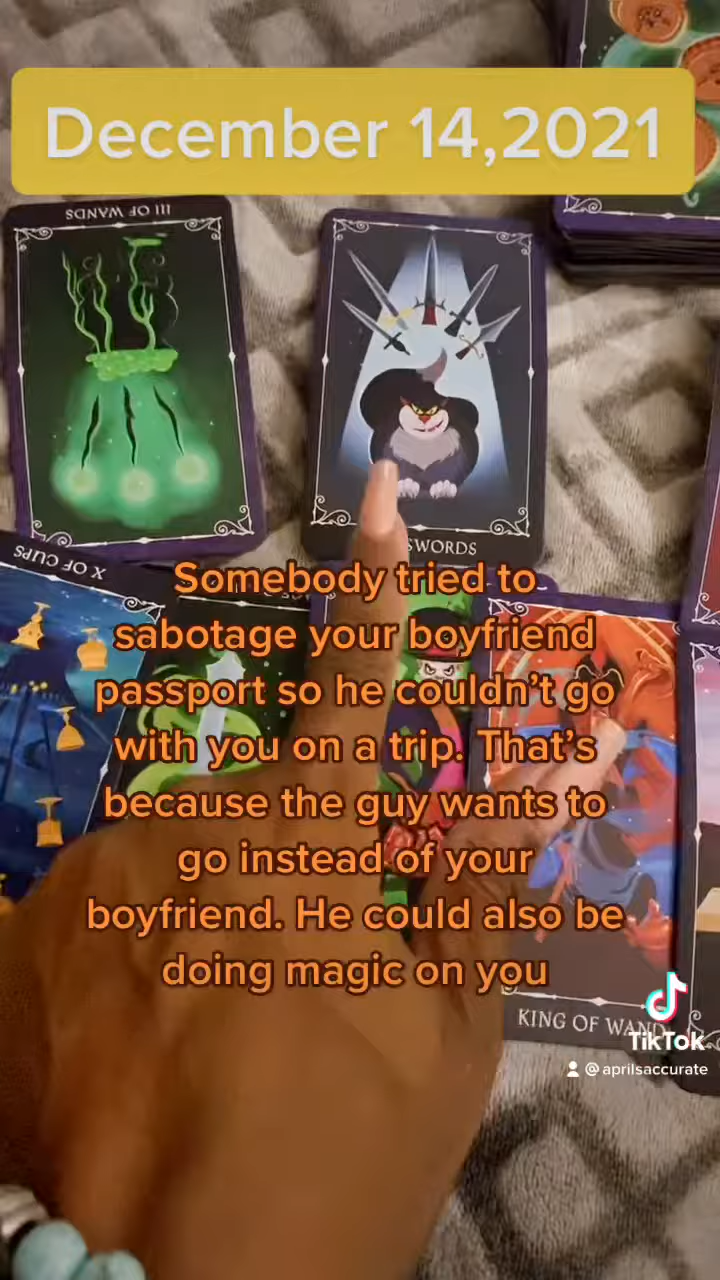 December 14,2021
III OF WANDS
SWORDS
X OF CUPS
Somebody tried to
sabotage your boyfriend
passport so he couldn't go
with you on a trip. That's
because the guy wants to
go instead of your
boyfriend. He could also be
doing magic on you
KING OF WAND
TikTok
@aprilsaccurate